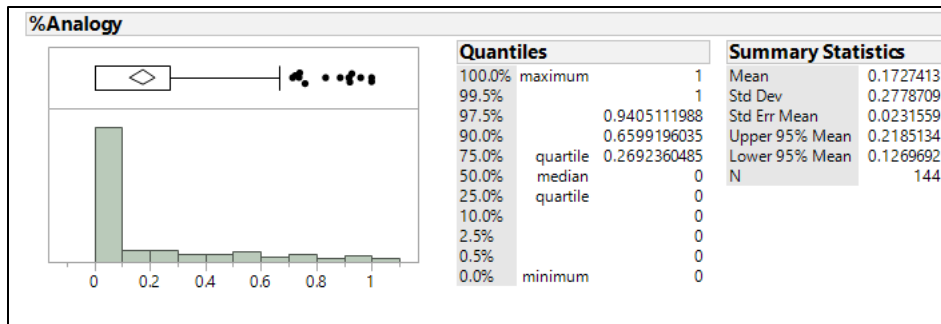 %Analogy
Quantiles
100.0% maximum 1
99.5% 1
97.5% 0.9405111988
90.0% 0.6599196035
75.0% quartile 0.2692360485
50.0% median 0
25.0% quartile 0
10.0% 0
2.5% 0
0.5% 0
0.0% minimum 0
Summary Statistics
Mean 0.1727413
Std Dev 0.2778709
Std Err Mean 0.0231559
Upper 95% Mean 0.2185134
Lower 95% Mean 0.1269692
N 144
0 0.2 0.4 0.6 0.8 1